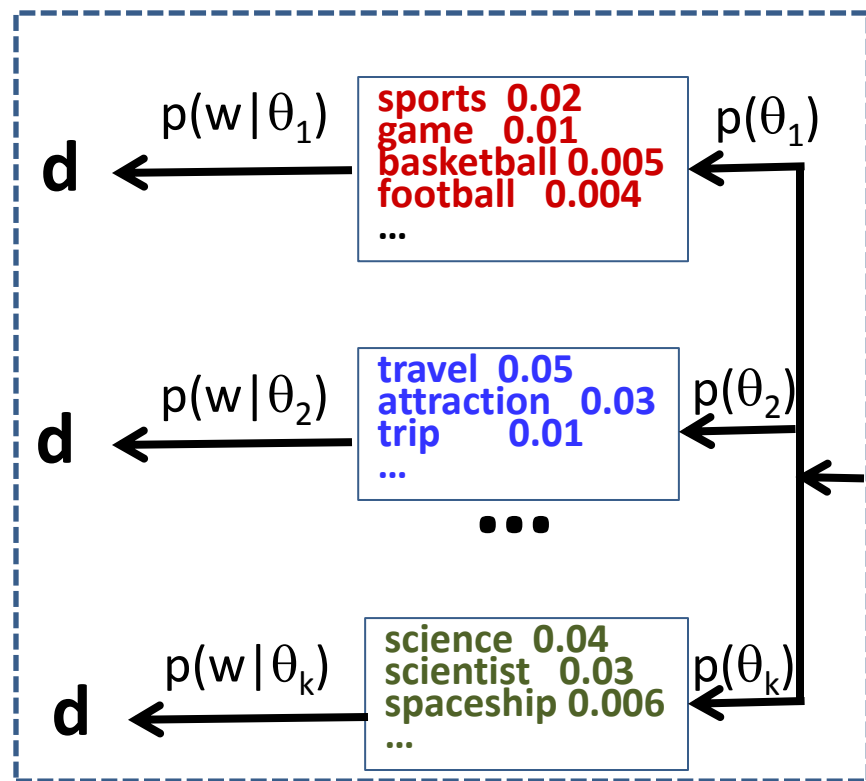 p(w|θ₁)
sports 0.02
game 0.01
basketball 0.005
football 0.004
...
p(θ₁)
d
p(w|θ₂)
travel 0.05
attraction 0.03
trip 0.01
...
p(θ₂)
d
...
p(w|θₖ)
science 0.04
scientist 0.03
spaceship 0.006
...
p(θₖ)
d